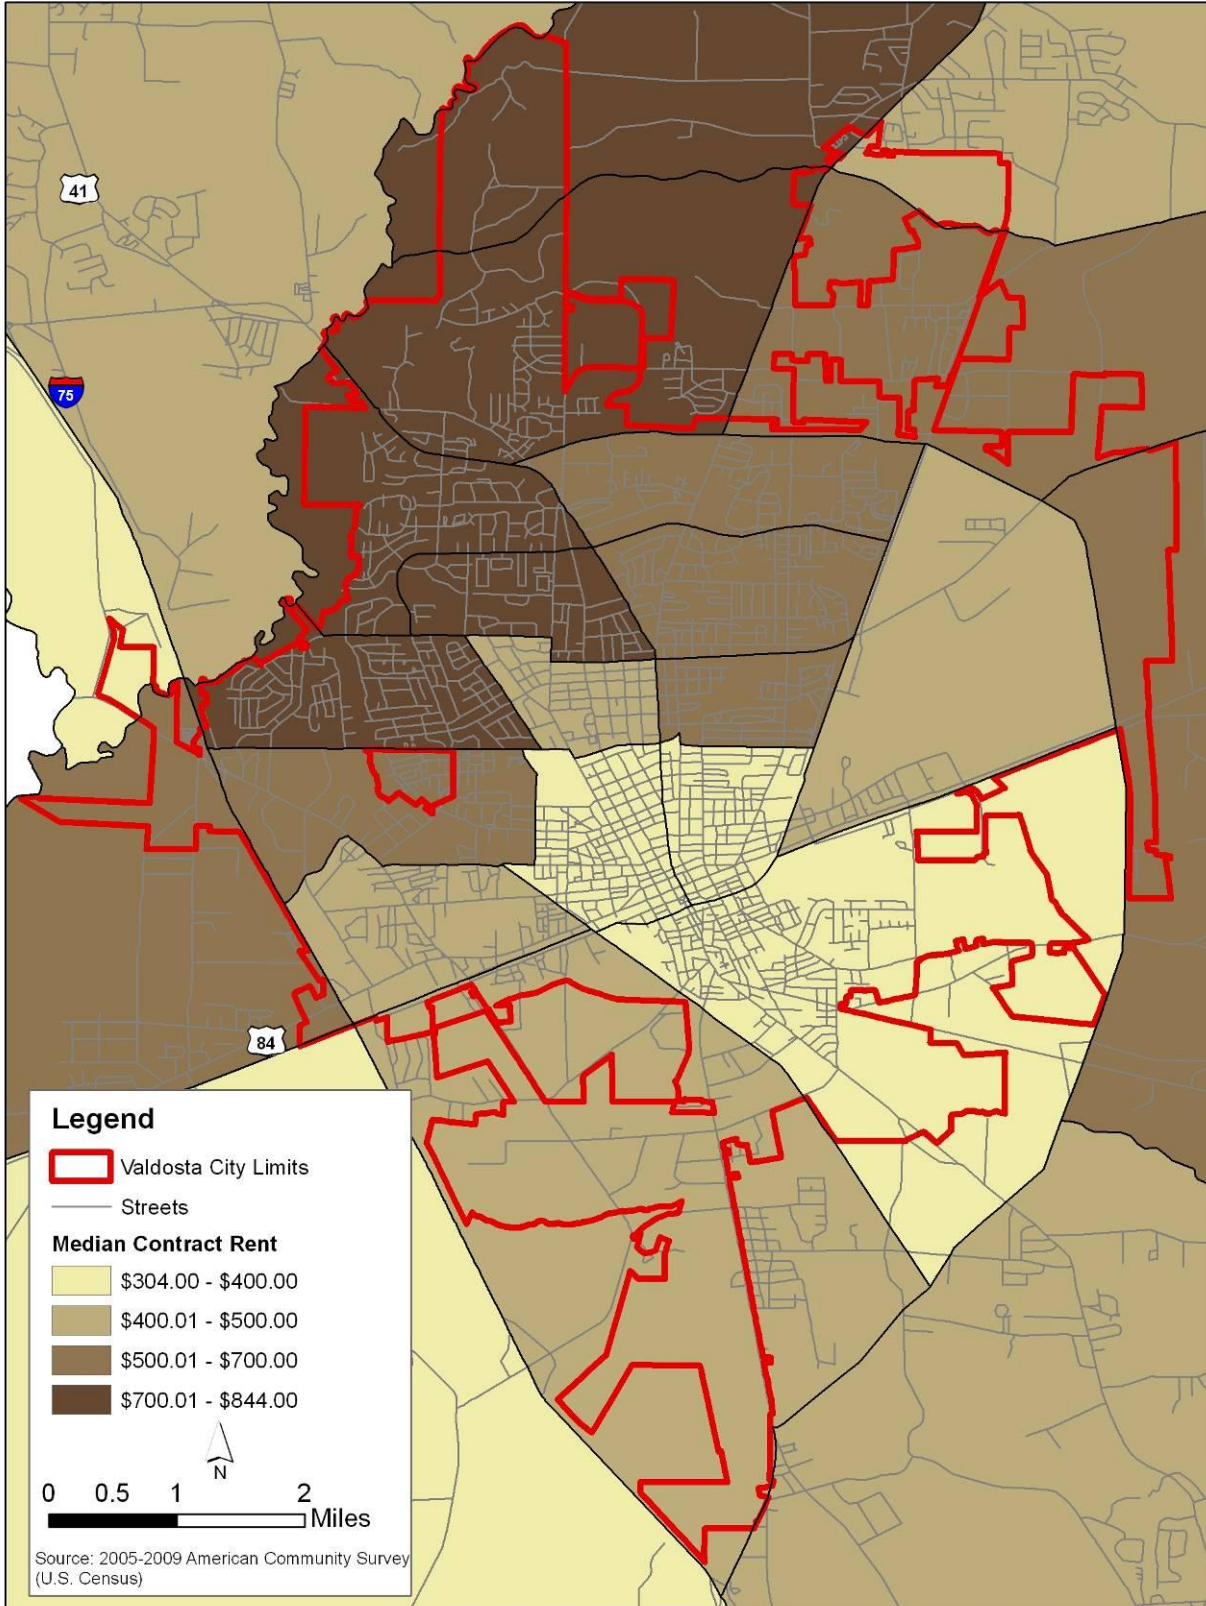 41
75
84
Legend
Valdosta City Limits
Streets
Median Contract Rent
$304.00 - $400.00
$400.01 - $500.00
$500.01 - $700.00
$700.01 - $844.00
N
0 0.5 1 2
Miles
Source: 2005-2009 American Community Survey
(U.S. Census)